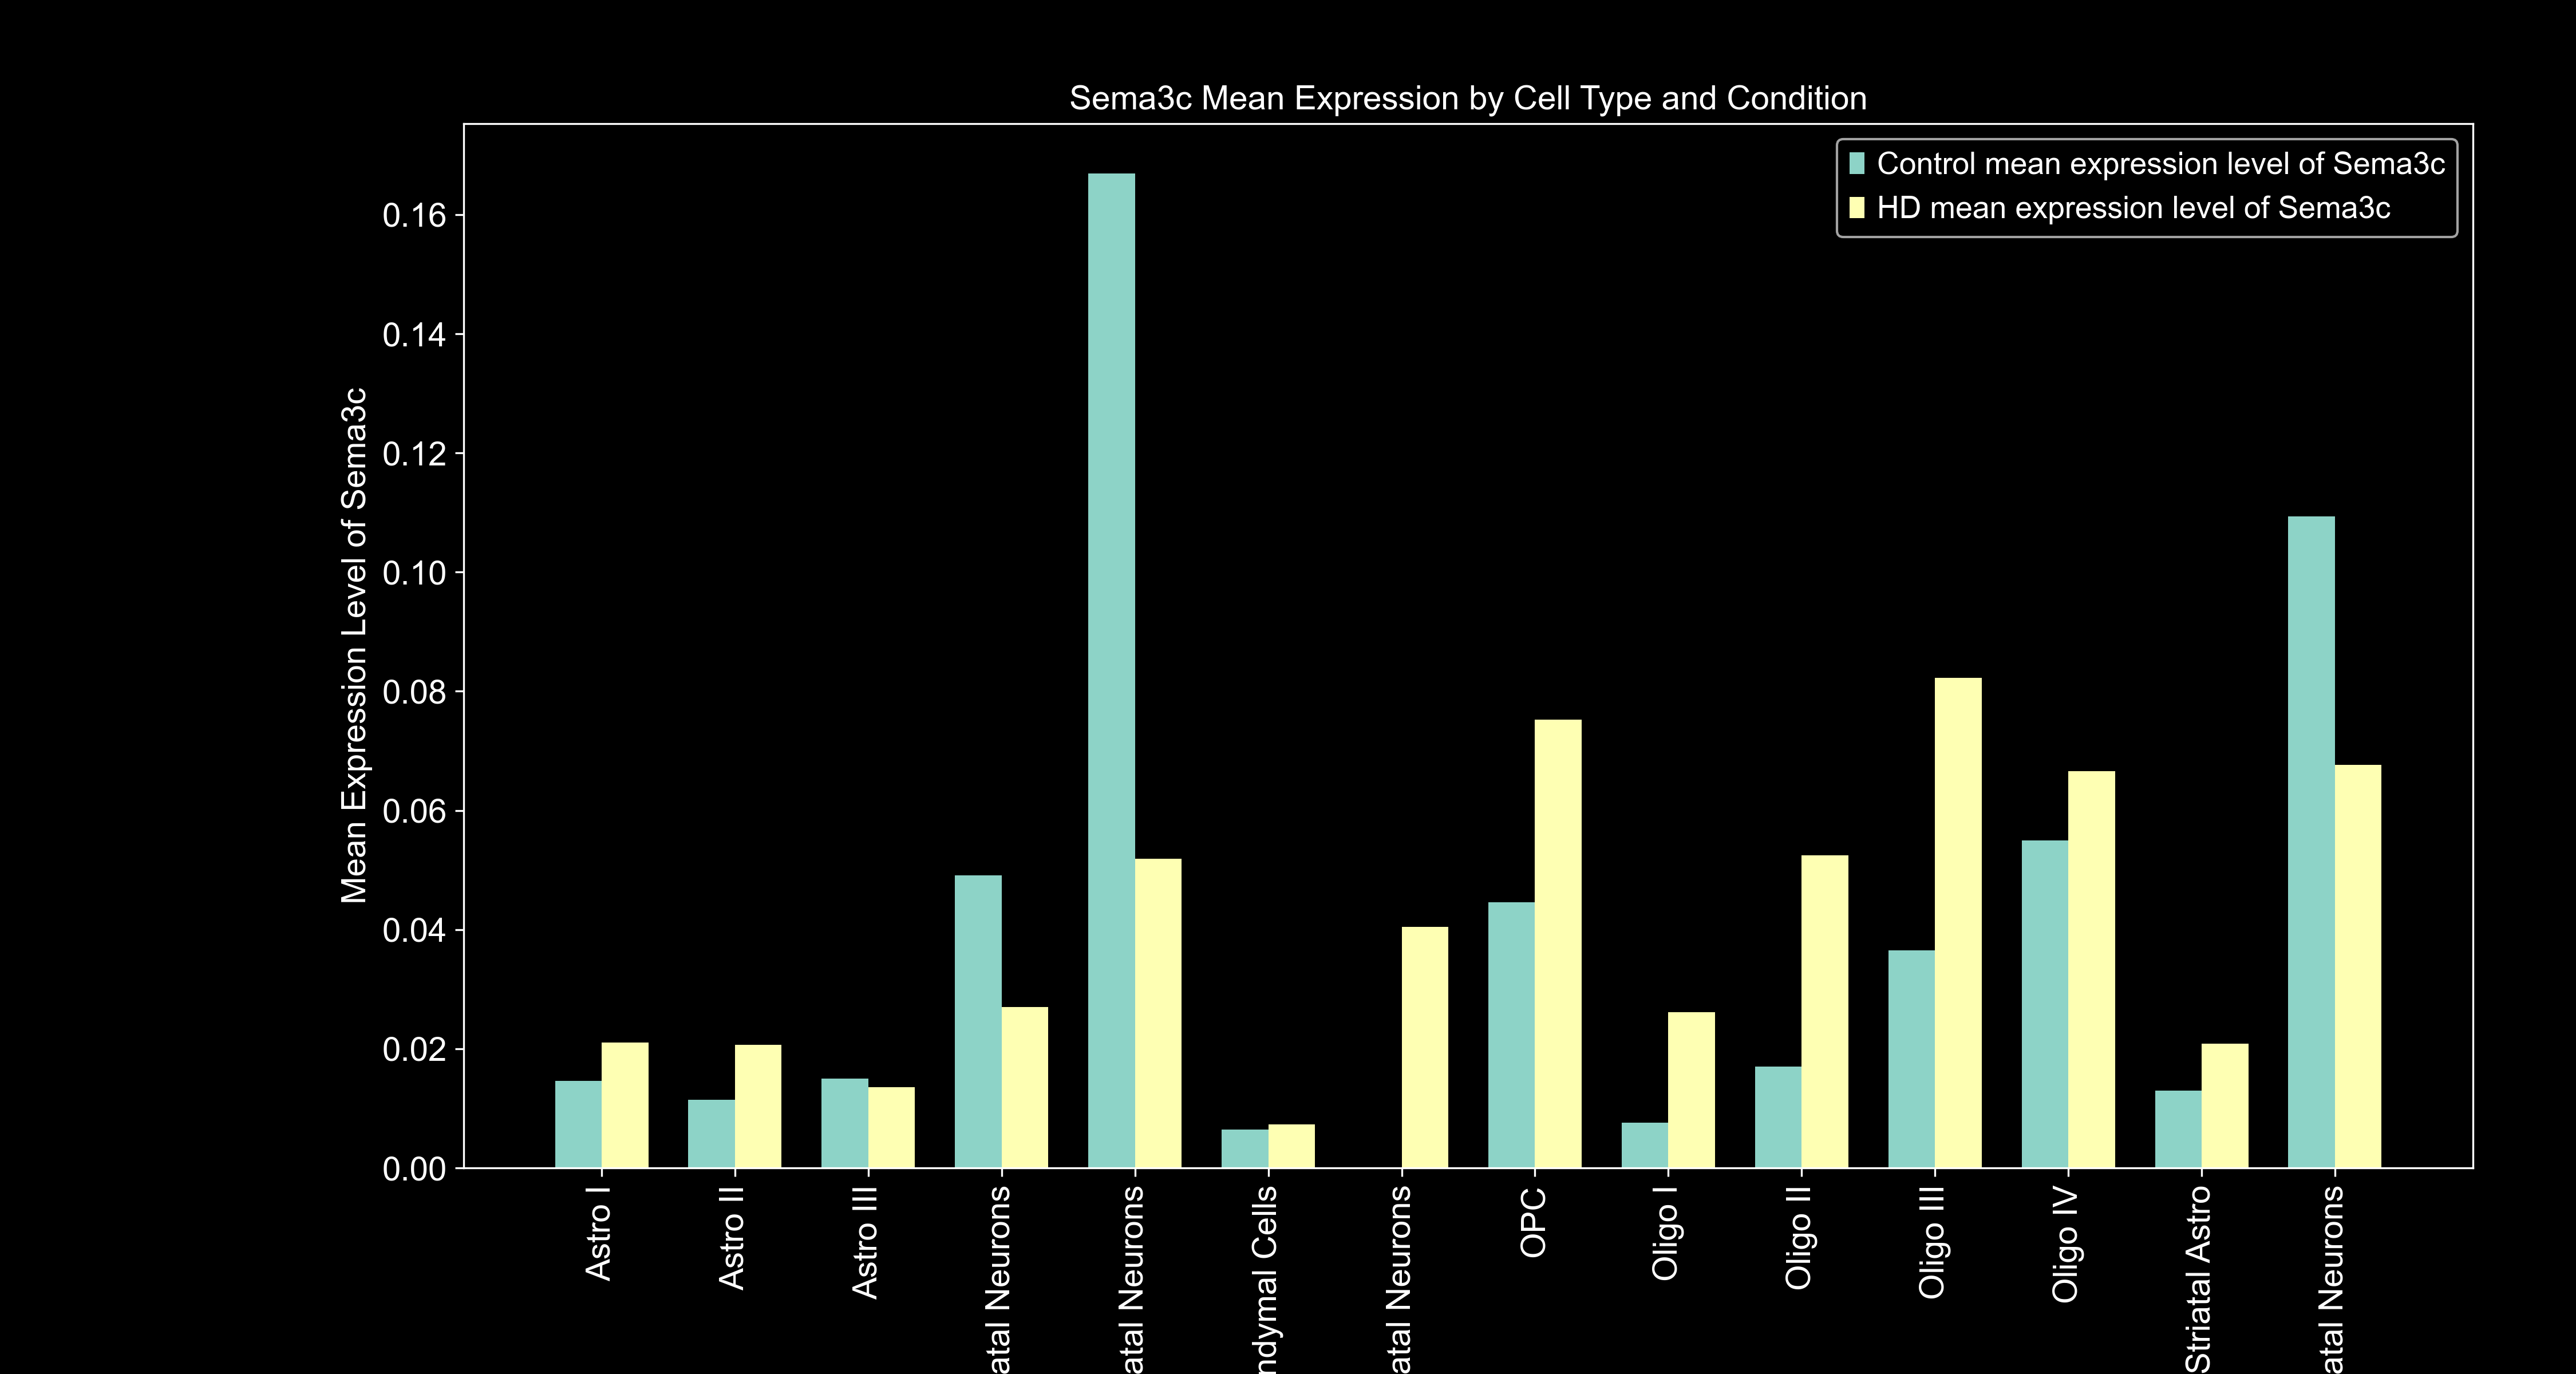 Sema3c Mean Expression by Cell Type and Condition
Control mean expression level of Sema3c
HD mean expression level of Sema3c
Mean Expression Level of Sema3c
0.16
0.14
0.12
0.10
0.08
0.06
0.04
0.02
0.00
Astro I
Astro II
Astro III
atal Neurons
atal Neurons
ndymal Cells
atal Neurons
OPC
Oligo I
Oligo II
Oligo III
Oligo IV
Striatal Astro
atal Neurons